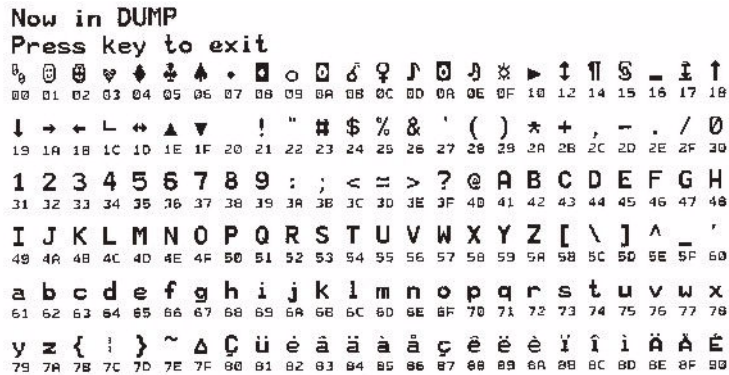 Now in DUMP
Press key to exit
☺ ☻ ♥ ♦ ♣ ♠ • ◘ ○ ◙ ♂ ♀ ♪ ◙ ♫ ☼ ► ↕ ¶ § ▬ ↨ ↑
00 01 02 03 04 05 06 07 08 09 0A 0B 0C 0D 0A 0E 0F 10 12 14 15 16 17 18
↓ → ← ∟ ↔ ▲ ▼ ! " # $ % & ' ( ) * + , - . / 0
19 1A 1B 1C 1D 1E 1F 20 21 22 23 24 25 26 27 28 29 2A 2B 2C 2D 2E 2F 30
1 2 3 4 5 6 7 8 9 : ; < = > ? @ A B C D E F G H
31 32 33 34 35 36 37 38 39 3A 3B 3C 3D 3E 3F 40 41 42 43 44 45 46 47 48
I J K L M N O P Q R S T U V W X Y Z [ \ ] ^ _ '
49 4A 4B 4C 4D 4E 4F 50 51 52 53 54 55 56 57 58 59 5A 5B 5C 5D 5E 5F 60
a b c d e f g h i j k l m n o p q r s t u v w x
61 62 63 64 65 66 67 68 69 6A 6B 6C 6D 6E 6F 70 71 72 73 74 75 76 77 78
y z { ¦ } ~ ∆ Ç ü é â ä à å ç ê ë è ï î ì Ä Å É
79 7A 7B 7C 7D 7E 7F 80 81 82 83 84 85 86 87 88 89 8A 8B 8C 8D 8E 8F 90